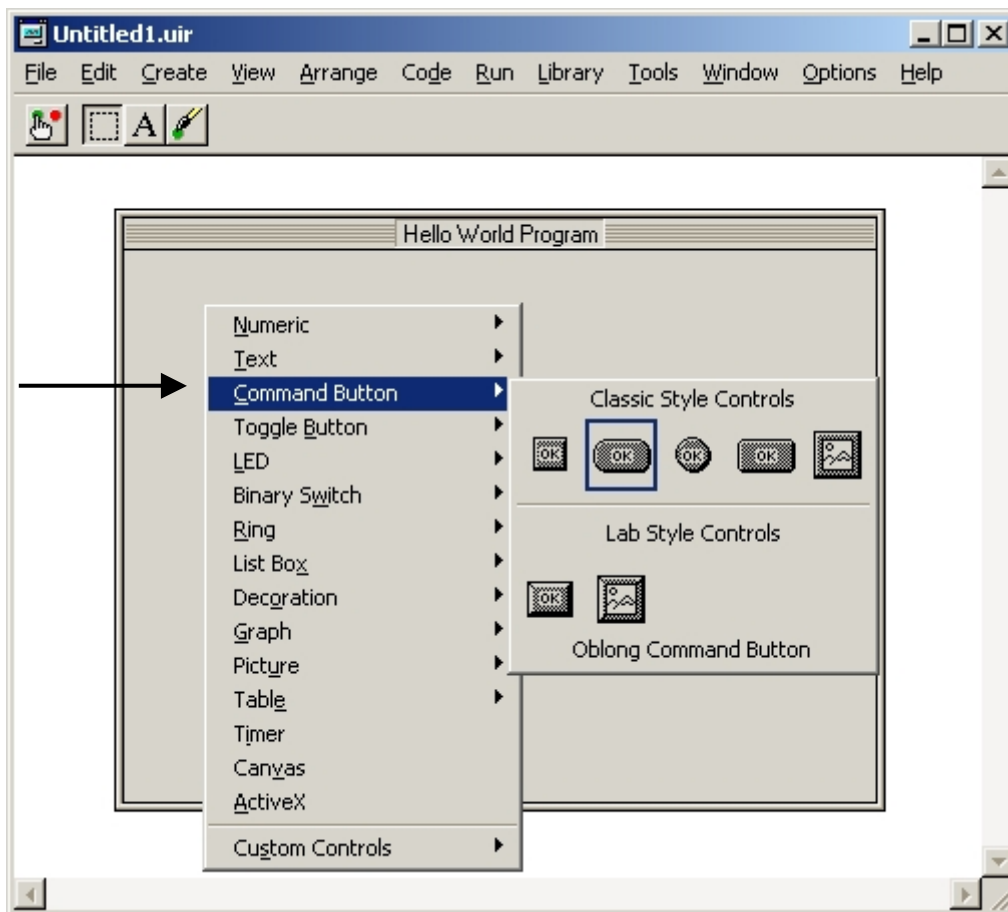 Untitled1.uir
File Edit Create View Arrange Code Run Library Tools Window Options Help
A
Hello World Program
Numeric
Text
Command Button
Toggle Button
LED
Binary Switch
Ring
List Box
Decoration
Graph
Picture
Table
Timer
Canvas
ActiveX
Custom Controls
Classic Style Controls
OK OK OK OK
Lab Style Controls
OK
Oblong Command Button